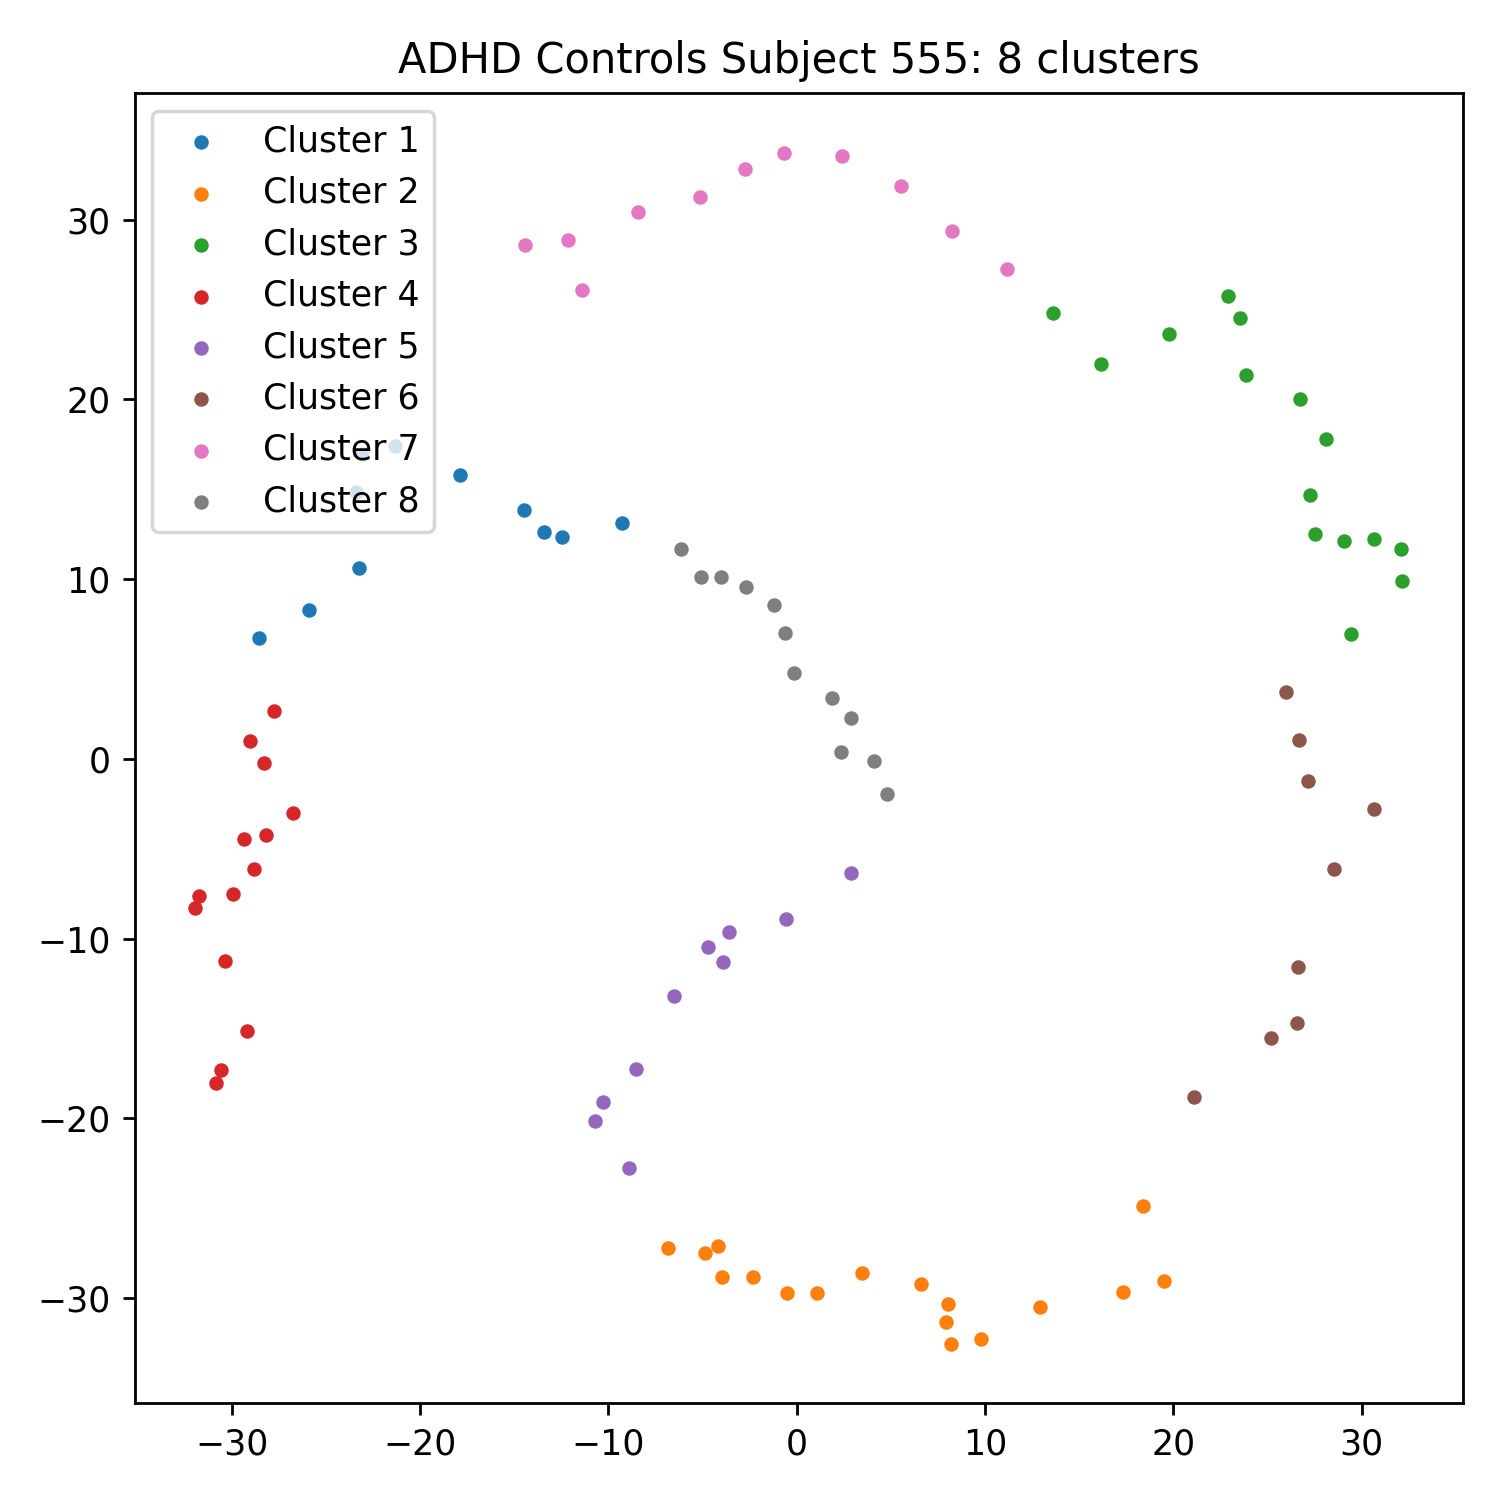 ADHD Controls Subject 555: 8 clusters
Cluster 1
Cluster 2
Cluster 3
Cluster 4
Cluster 5
Cluster 6
Cluster 7
Cluster 8
30
20
10
0
−10
−20
−30
−30 −20 −10 0 10 20 30